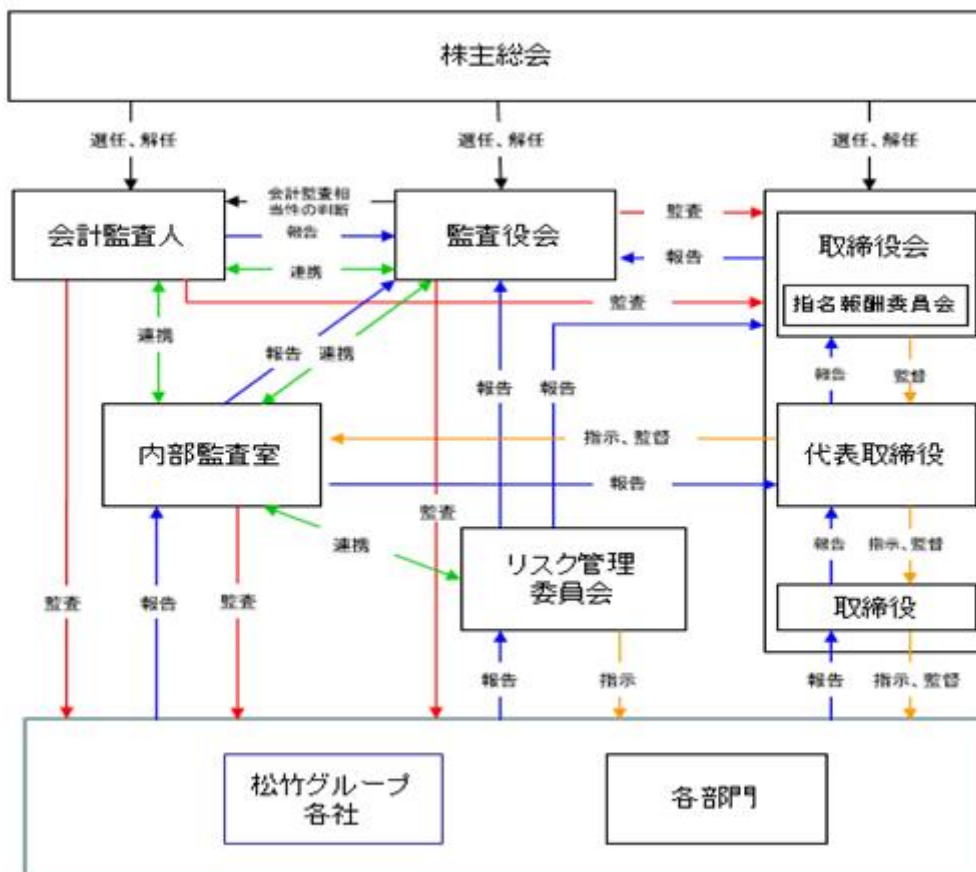 株主総会
選任、解任
選任、解任
選任、解任
会計監査人
会計監査相
当性の判断
報告
連携
監査役会
監査
報告
取締役会
指名報酬委員会
監査
連携
報告
連携
報告
報告
報告
監督
内部監査室
指示、監督
代表取締役
報告
監査
連携
リスク管理
委員会
報告
指示、監督
取締役
監査
報告
監査
報告
指示
報告
指示、監督
松竹グループ
各社
各部門